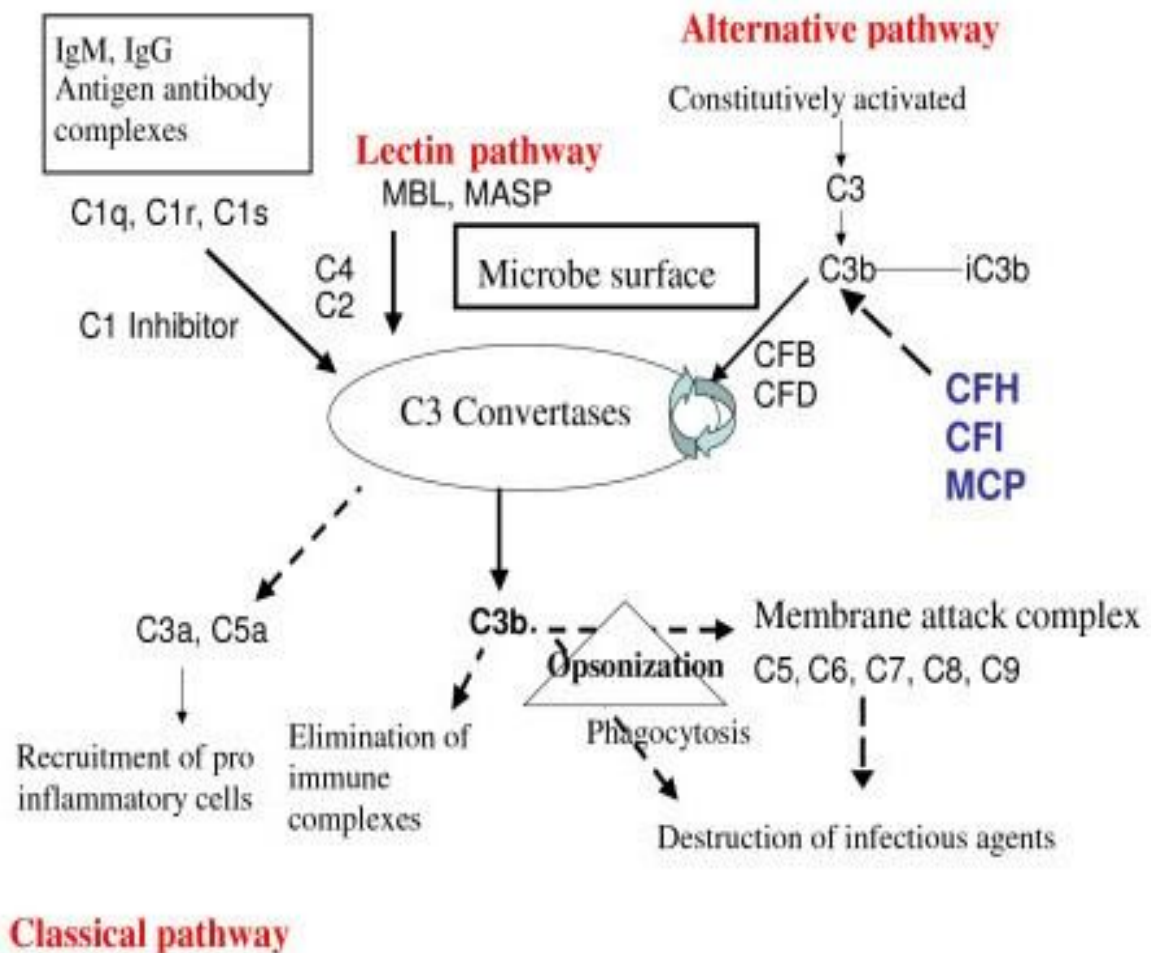 Alternative pathway
IgM, IgG
Antigen antibody
complexes
Constitutively activated
Lectin pathway
MBL, MASP
C3
C1q, C1r, C1s
C4
C2
Microbe surface
C3b
iC3b
C1 Inhibitor
CFB
CFD
C3 Convertases
CFH
CFI
MCP
C3a, C5a
C3b
Membrane attack complex
Opsonization
C5, C6, C7, C8, C9
Phagocytosis
Recruitment of pro
inflammatory cells
Elimination of
immune
complexes
Destruction of infectious agents
Classical pathway